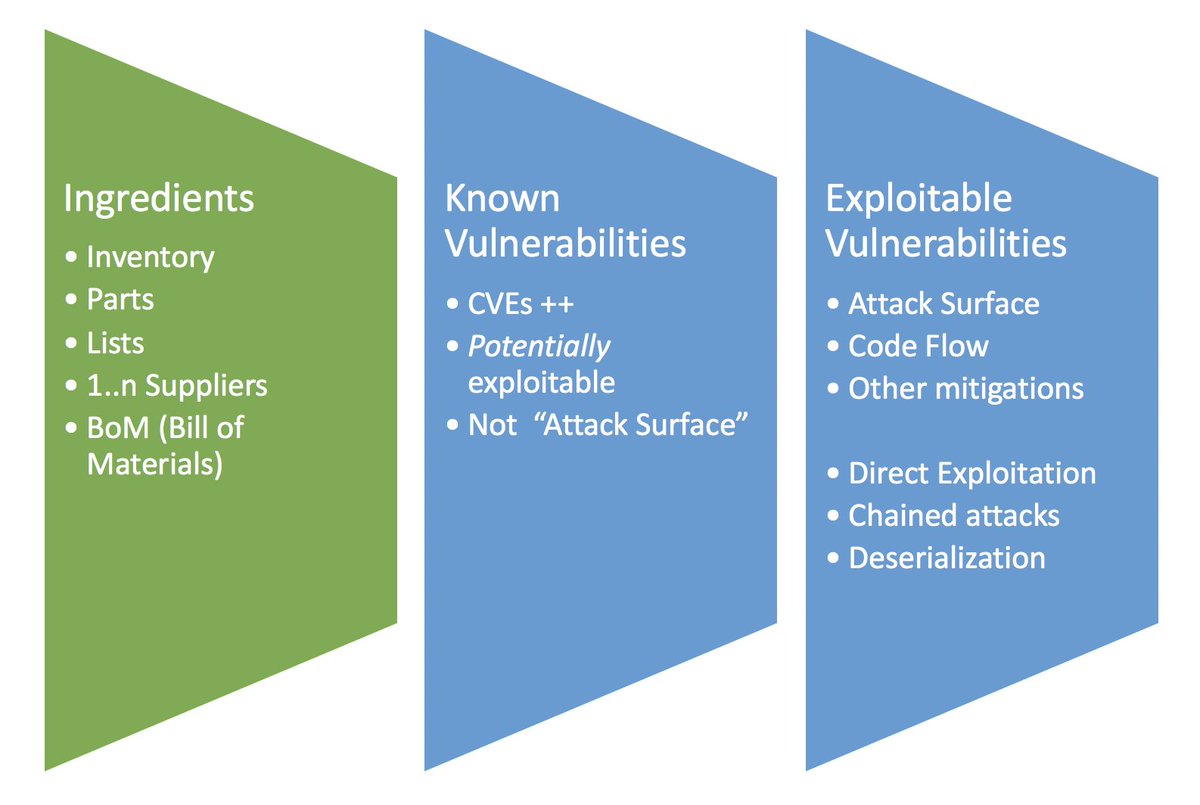 Ingredients
• Inventory
• Parts
• Lists
• 1..n Suppliers
• BoM (Bill of
Materials)
Known
Vulnerabilities
• CVEs ++
• Potentially
exploitable
• Not “Attack Surface”
Exploitable
Vulnerabilities
• Attack Surface
• Code Flow
• Other mitigations
• Direct Exploitation
• Chained attacks
• Deserialization